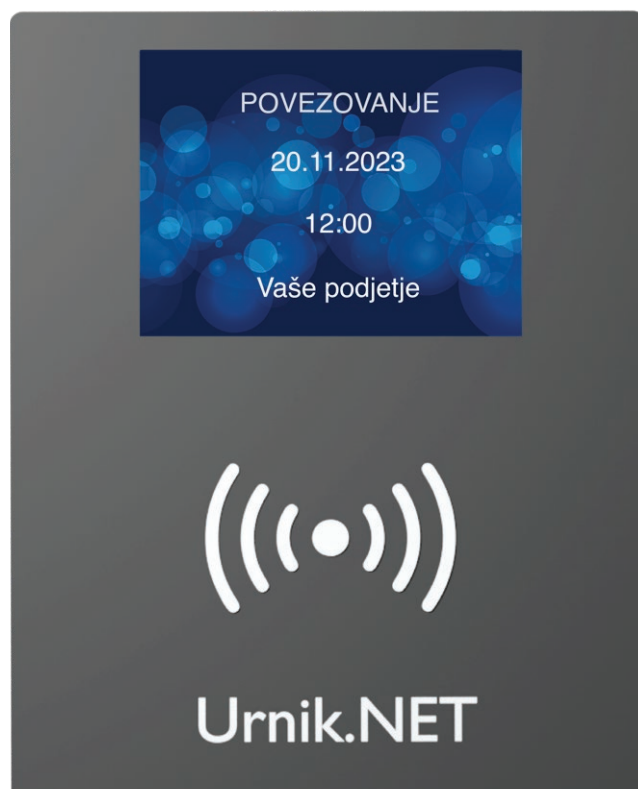 POVEZOVANJE
20.11.2023
12:00
Vaše podjetje
Urnik.NET